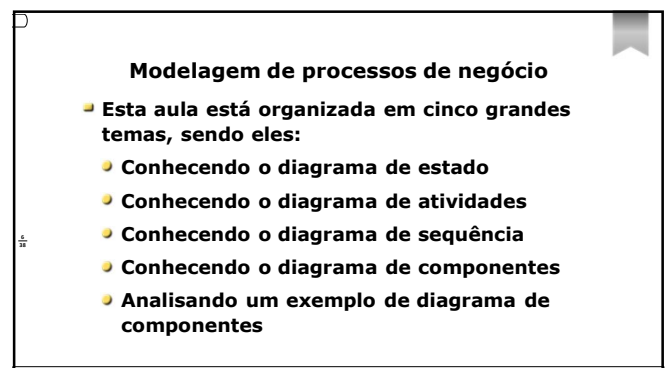 Modelagem de processos de negócio
Esta aula está organizada em cinco grandes
temas, sendo eles:
Conhecendo o diagrama de estado
Conhecendo o diagrama de atividades
Conhecendo o diagrama de sequência
Conhecendo o diagrama de componentes
Analisando um exemplo de diagrama de
componentes